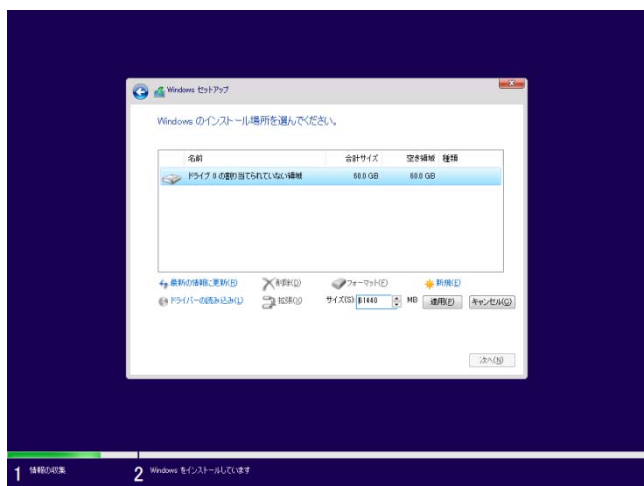 Windows セットアップ
Windows のインストール場所を選んでください。
名前 合計サイズ 空き領域 種類
ドライブ 0 の割り当てられていない領域 60.0 GB 60.0 GB
最新の情報に更新(R) 削除(D) フォーマット(F) 新規(E)
ドライバーの読み込み(L) 拡張(X) サイズ(S) 61440 MB 適用(P) キャンセル(C)
次へ(N)
1 情報の収集 2 Windows をインストールしています